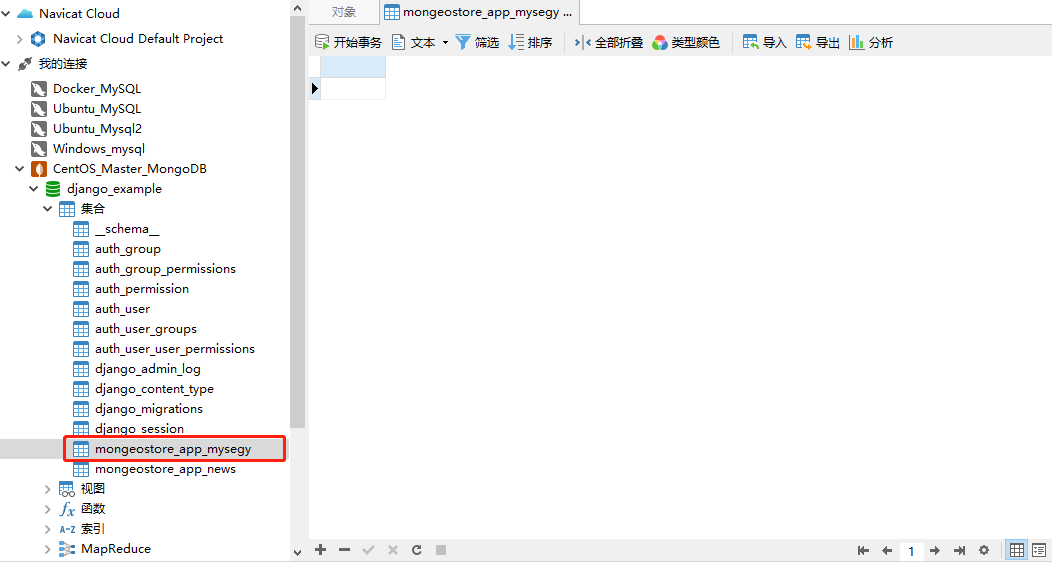 Navicat Cloud
Navicat Cloud Default Project
我的连接
Docker_MySQL
Ubuntu_MySQL
Ubuntu_Mysql2
Windows_mysql
CentOS_Master_MongoDB
django_example
集合
__schema__
auth_group
auth_group_permissions
auth_permission
auth_user
auth_user_groups
auth_user_user_permissions
django_admin_log
django_content_type
django_migrations
django_session
mongeostore_app_mysegy
mongeostore_app_news
视图
fx 函数
A-Z 索引
MapReduce
对象 mongeostore_app_mysegy ...
开始事务 文本 筛选 排序 全部折叠 类型颜色 导入 导出 分析
1